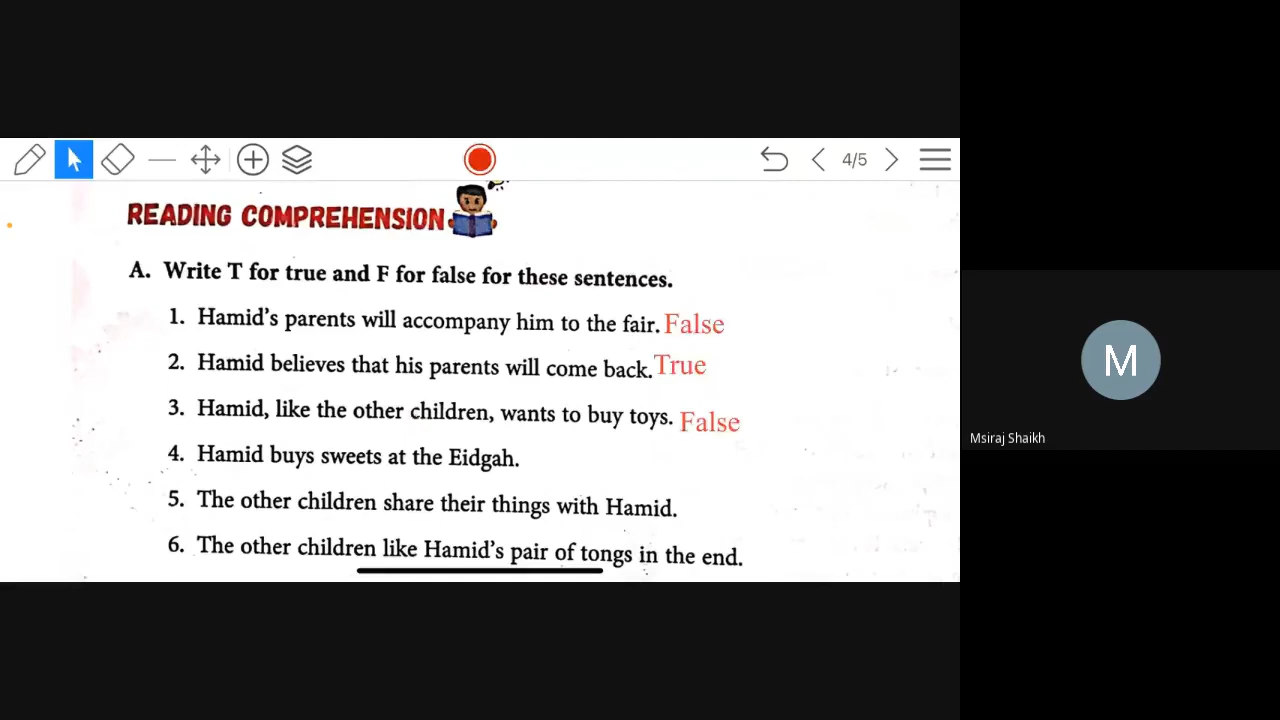 4/5
READING COMPREHENSION
A. Write T for true and F for false for these sentences.
1. Hamid's parents will accompany him to the fair. False
2. Hamid believes that his parents will come back. True
3. Hamid, like the other children, wants to buy toys. False
4. Hamid buys sweets at the Eidgah.
5. The other children share their things with Hamid.
6. The other children like Hamid's pair of tongs in the end.
M
Msiraj Shaikh